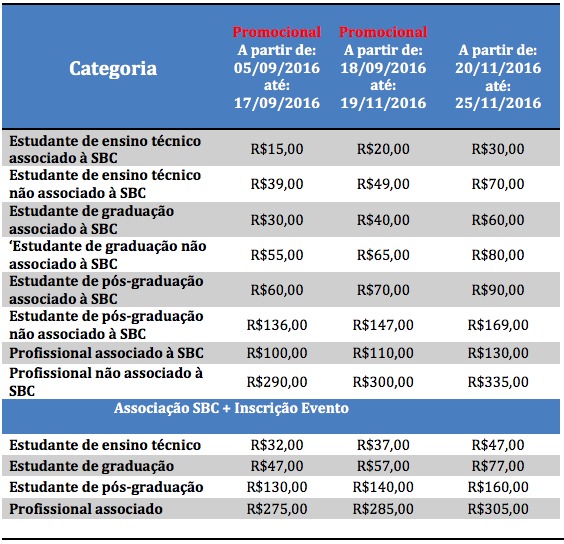 Categoria
Promocional
A partir de:
05/09/2016
até:
17/09/2016
Promocional
A partir de:
18/09/2016
até:
19/11/2016
A partir de:
20/11/2016
até:
25/11/2016
Estudante de ensino técnico
associado à SBC
R$15,00 R$20,00 R$30,00
Estudante de ensino técnico
não associado à SBC
R$39,00 R$49,00 R$70,00
Estudante de graduação
associado à SBC
R$30,00 R$40,00 R$60,00
‘Estudante de graduação não
associado à SBC
R$55,00 R$65,00 R$80,00
Estudante de pós-graduação
associado à SBC
R$60,00 R$70,00 R$90,00
Estudante de pós-graduação
não associado à SBC
R$136,00 R$147,00 R$169,00
Profissional associado à SBC R$100,00 R$110,00 R$130,00
Profissional não associado à
SBC
R$290,00 R$300,00 R$335,00
Associação SBC + Inscrição Evento
Estudante de ensino técnico R$32,00 R$37,00 R$47,00
Estudante de graduação R$47,00 R$57,00 R$77,00
Estudante de pós-graduação R$130,00 R$140,00 R$160,00
Profissional associado R$275,00 R$285,00 R$305,00